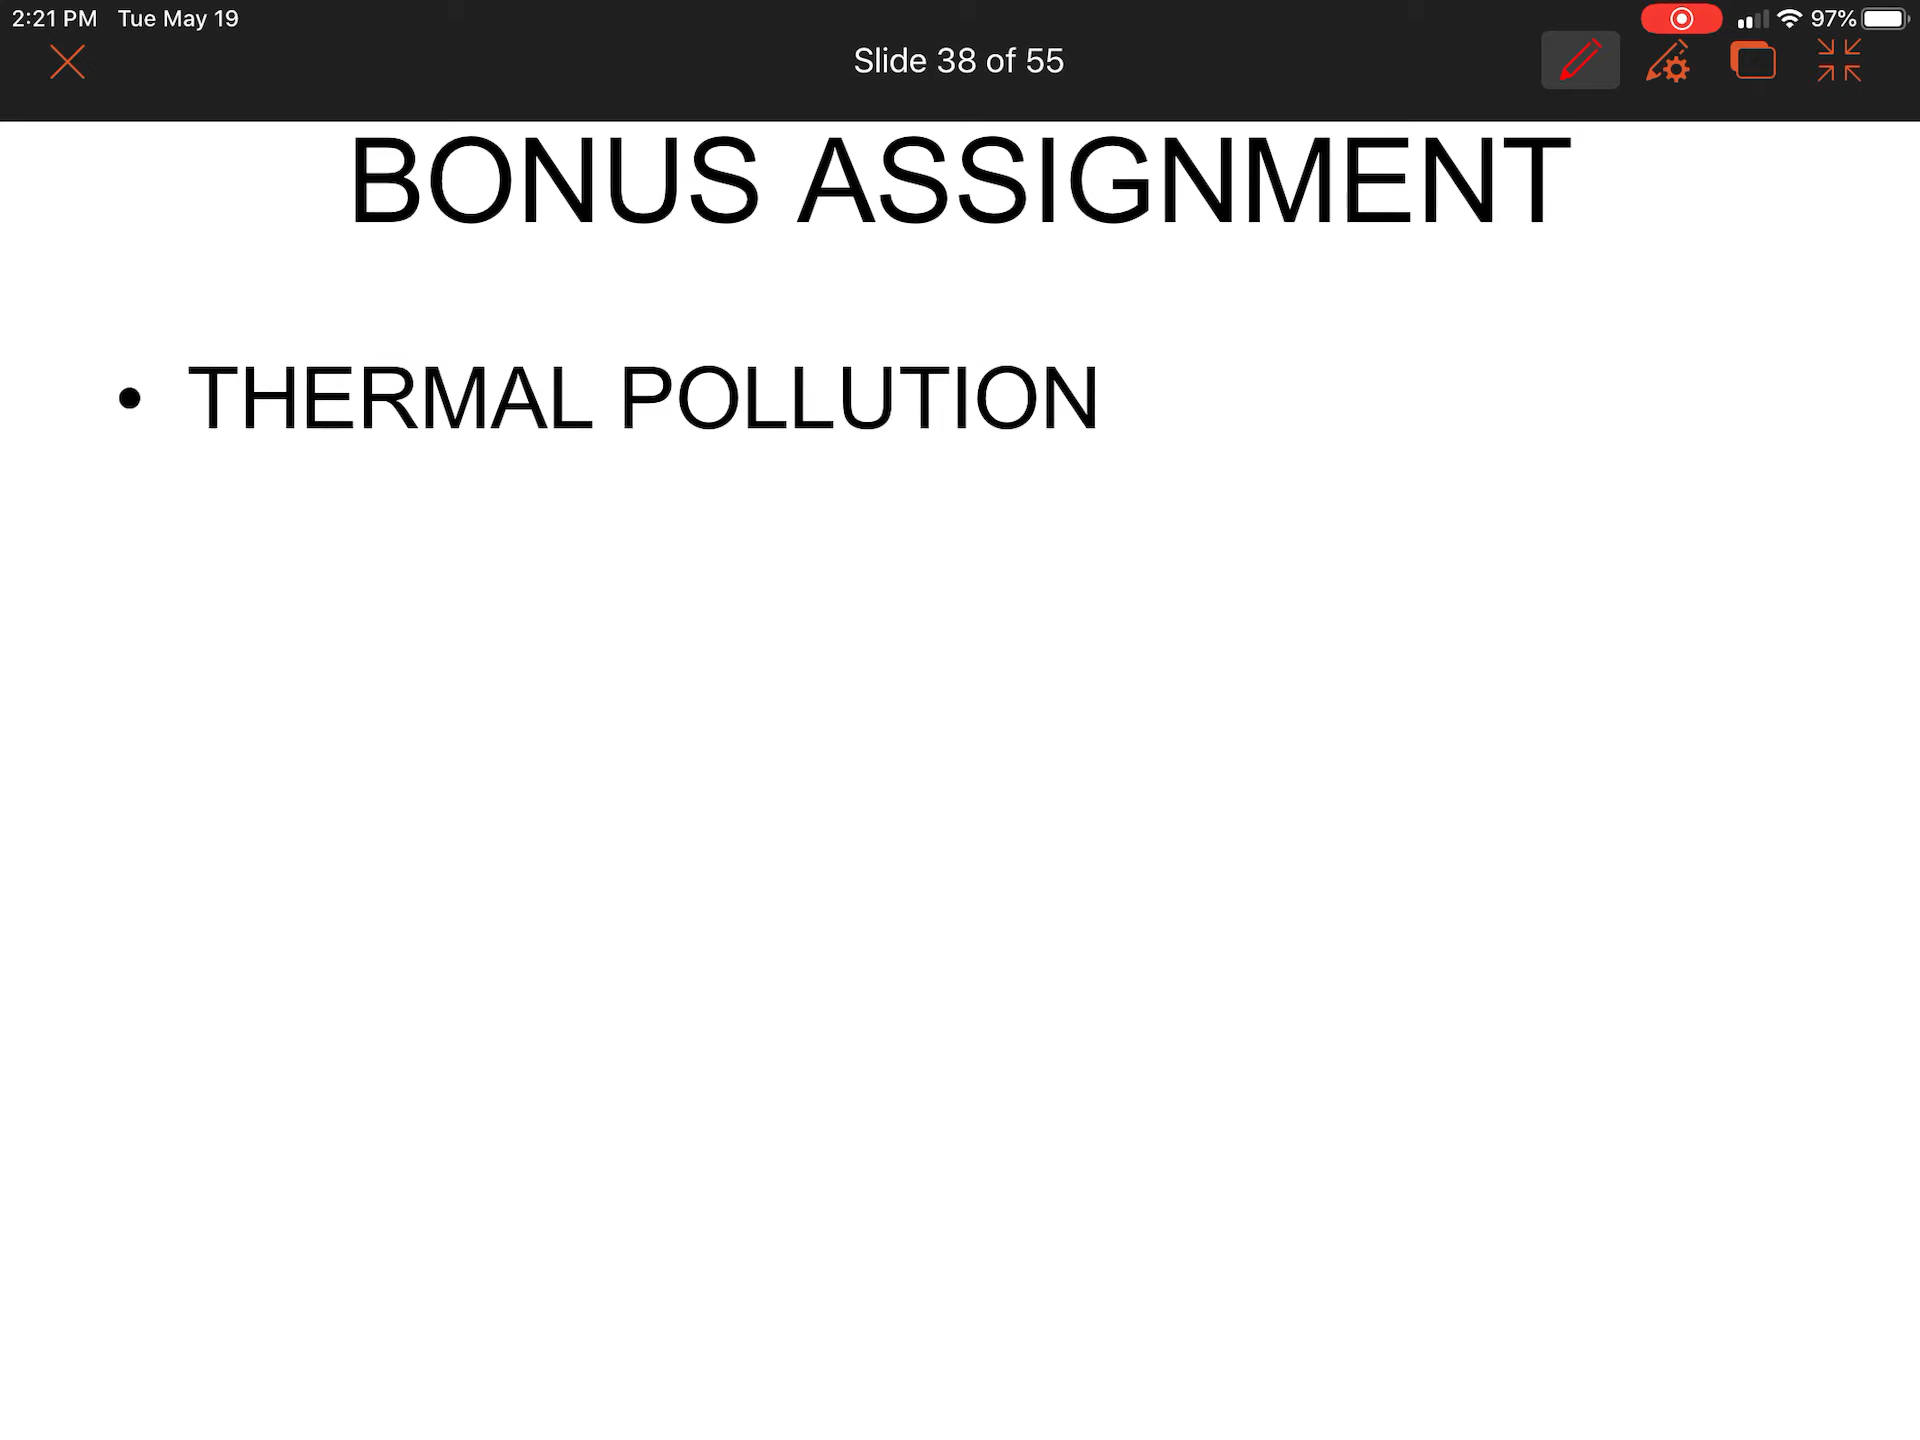 2:21 PM Tue May 19
97%
Slide 38 of 55
BONUS ASSIGNMENT
• THERMAL POLLUTION